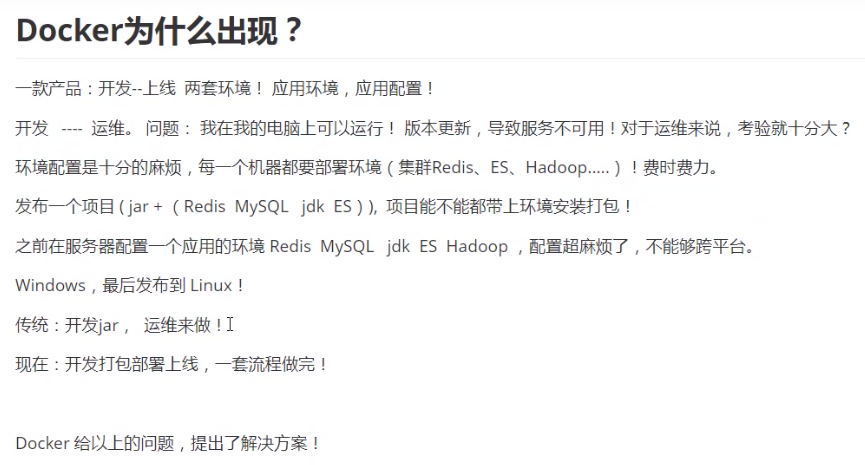 Docker为什么出现？
一款产品：开发--上线 两套环境！ 应用环境，应用配置！
开发 ---- 运维。 问题： 我在我的电脑上可以运行！ 版本更新，导致服务不可用！对于运维来说，考验就十分大？
环境配置是十分的麻烦，每一个机器都要部署环境（集群Redis、ES、Hadoop.....）！费时费力。
发布一个项目 ( jar + （ Redis MySQL jdk ES ) ), 项目能不能都带上环境安装打包！
之前在服务器配置一个应用的环境 Redis MySQL jdk ES Hadoop ，配置超麻烦了，不能够跨平台。
Windows，最后发布到 Linux！
传统：开发jar， 运维来做！
现在：开发打包部署上线，一套流程做完！
Docker 给以上的问题，提出了解决方案！